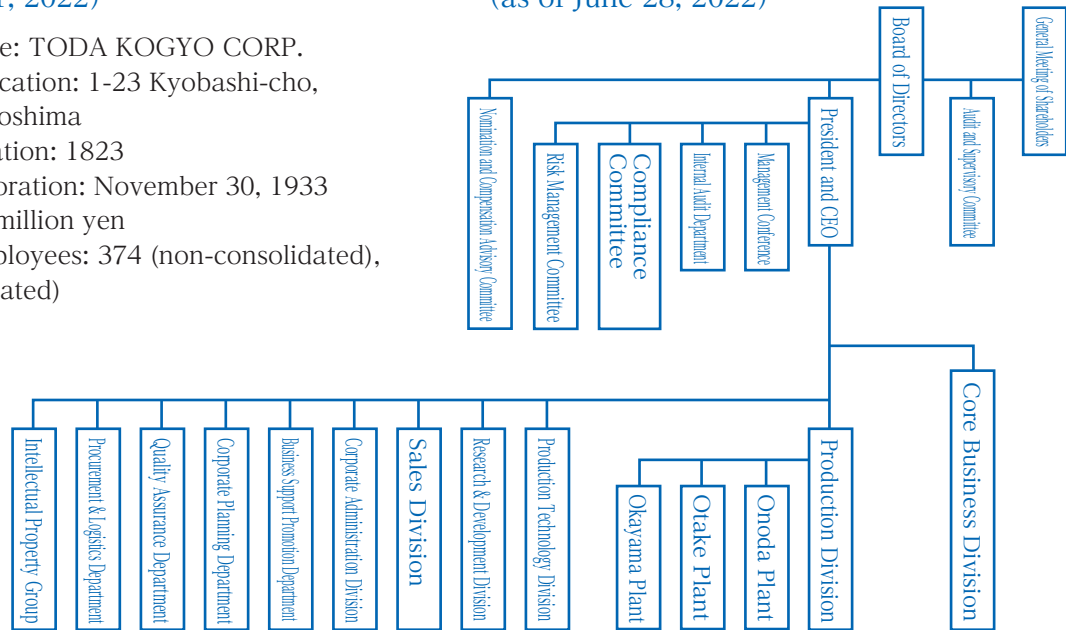 , 2022)
(as of June 28, 2022)
e: TODA KOGYO CORP.
cation: 1-23 Kyobashi-cho,
oshima
ation: 1823
oration: November 30, 1933
million yen
ployees: 374 (non-consolidated),
ated)
General Meeting of Shareholders
Board of Directors
Audit and Supervisory Committee
President and CEO
Nomination and Compensation Advisory Committee
Management Conference
Internal Audit Department
Compliance
Committee
Risk Management Committee
Core Business Division
Production Division
Onoda Plant
Otake Plant
Okayama Plant
Production Technology Division
Research & Development Division
Sales Division
Corporate Administration Division
Business Support Promotion Department
Corporate Planning Department
Quality Assurance Department
Procurement & Logistics Department
Intellectual Property Group